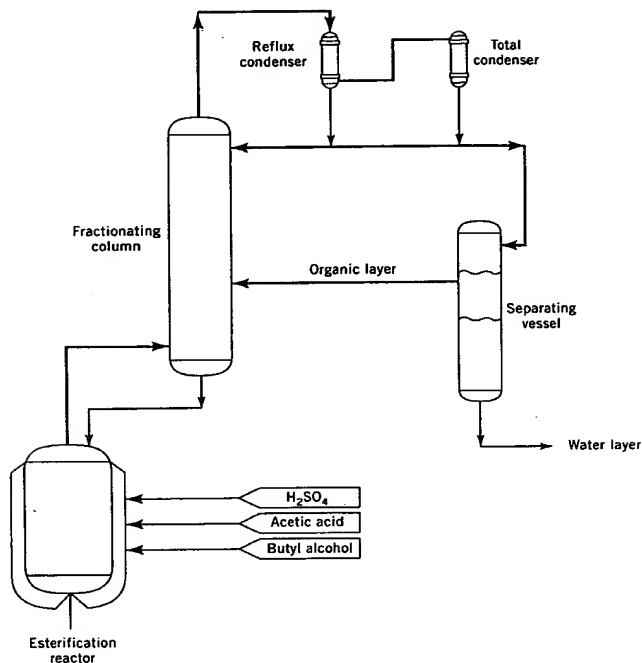 Reflux
condenser
Total
condenser
Fractionating
column
Organic layer
Separating
vessel
Water layer
H₂SO₄
Acetic acid
Butyl alcohol
Esterification
reactor